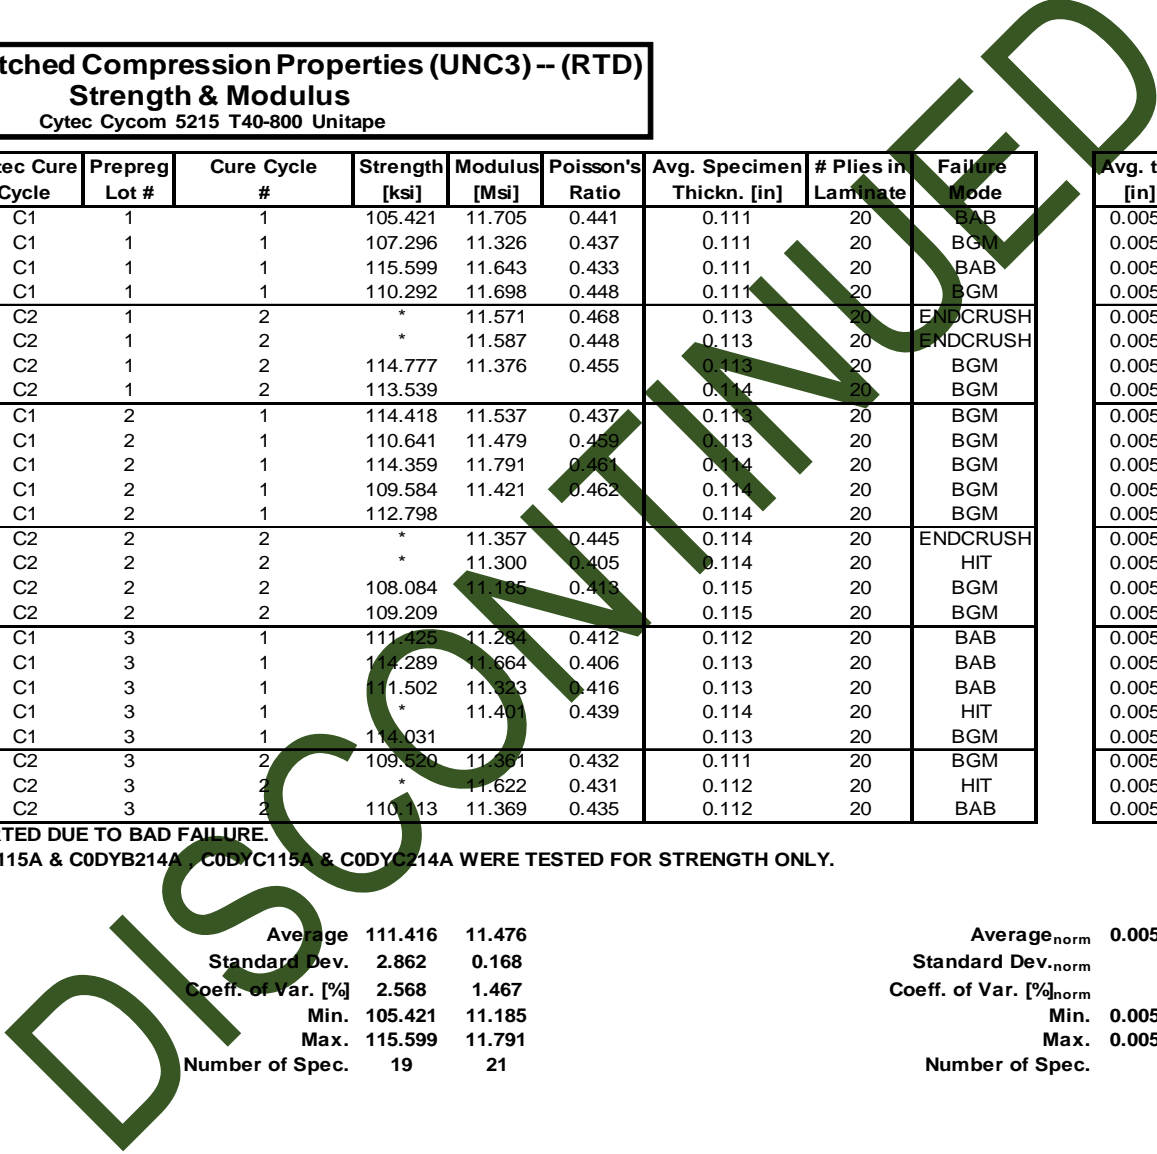 tched Compression Properties (UNC3) -- (RTD)
Strength & Modulus
Cytec Cycom 5215 T40-800 Unitape
tec Cure Prepreg Cure Cycle Strength Modulus Poisson's Avg. Specimen # Plies in Failure Avg. t
Cycle Lot # # [ksi] [Msi] Ratio Thickn. [in] Laminate Mode [in]
C1 1 1 105.421 11.705 0.441 0.111 20 BAB 0.005
C1 1 1 107.296 11.326 0.437 0.111 20 BGM 0.005
C1 1 1 115.599 11.643 0.433 0.111 20 BAB 0.005
C1 1 1 110.292 11.698 0.448 0.111 20 BGM 0.005
C2 1 2 * 11.571 0.468 0.113 20 ENDCRUSH 0.005
C2 1 2 * 11.587 0.448 0.113 20 ENDCRUSH 0.005
C2 1 2 114.777 11.376 0.455 0.113 20 BGM 0.005
C2 1 2 113.539 0.114 20 BGM 0.005
C1 2 1 114.418 11.537 0.437 0.113 20 BGM 0.005
C1 2 1 110.641 11.479 0.459 0.113 20 BGM 0.005
C1 2 1 114.359 11.791 0.461 0.114 20 BGM 0.005
C1 2 1 109.584 11.421 0.462 0.114 20 BGM 0.005
C1 2 1 112.798 0.114 20 BGM 0.005
C2 2 2 * 11.357 0.445 0.114 20 ENDCRUSH 0.005
C2 2 2 * 11.300 0.405 0.114 20 HIT 0.005
C2 2 2 108.084 11.185 0.413 0.115 20 BGM 0.005
C2 2 2 109.209 0.115 20 BGM 0.005
C1 3 1 111.425 11.284 0.412 0.112 20 BAB 0.005
C1 3 1 114.289 11.664 0.406 0.113 20 BAB 0.005
C1 3 1 111.502 11.323 0.416 0.113 20 BAB 0.005
C1 3 1 * 11.401 0.439 0.114 20 HIT 0.005
C1 3 1 114.031 0.113 20 BGM 0.005
C2 3 2 109.520 11.361 0.432 0.111 20 BGM 0.005
C2 3 2 * 11.622 0.431 0.112 20 HIT 0.005
C2 3 2 110.113 11.369 0.435 0.112 20 BAB 0.005
RTED DUE TO BAD FAILURE.
115A & C0DYB214A , C0DYC115A & C0DYC214A WERE TESTED FOR STRENGTH ONLY.
Average 111.416 11.476 Averagenorm 0.005
Standard Dev. 2.862 0.168 Standard Dev.norm
Coeff. of Var. [%] 2.568 1.467 Coeff. of Var. [%]norm
Min. 105.421 11.185 Min. 0.005
Max. 115.599 11.791 Max. 0.005
Number of Spec. 19 21 Number of Spec.
DISCONTINUED